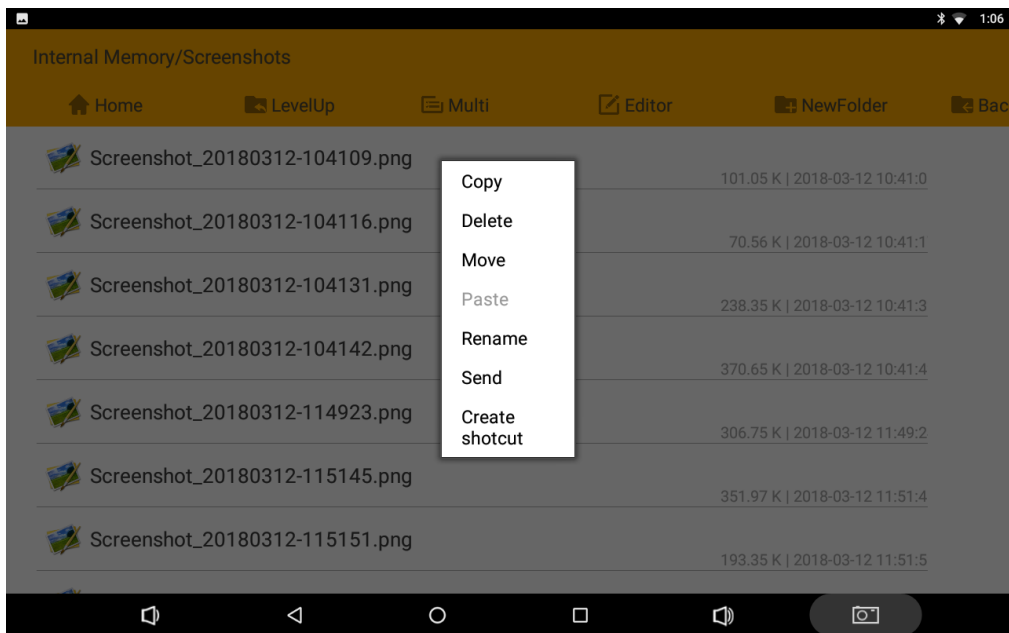 1:06
Internal Memory/Screenshots
Home LevelUp Multi Editor NewFolder Bac
Screenshot_20180312-104109.png
101.05 K | 2018-03-12 10:41:0
Screenshot_20180312-104116.png
70.56 K | 2018-03-12 10:41:1
Screenshot_20180312-104131.png
238.35 K | 2018-03-12 10:41:3
Screenshot_20180312-104142.png
370.65 K | 2018-03-12 10:41:4
Screenshot_20180312-114923.png
306.75 K | 2018-03-12 11:49:2
Screenshot_20180312-115145.png
351.97 K | 2018-03-12 11:51:4
Screenshot_20180312-115151.png
193.35 K | 2018-03-12 11:51:5
Copy
Delete
Move
Paste
Rename
Send
Create
shotcut